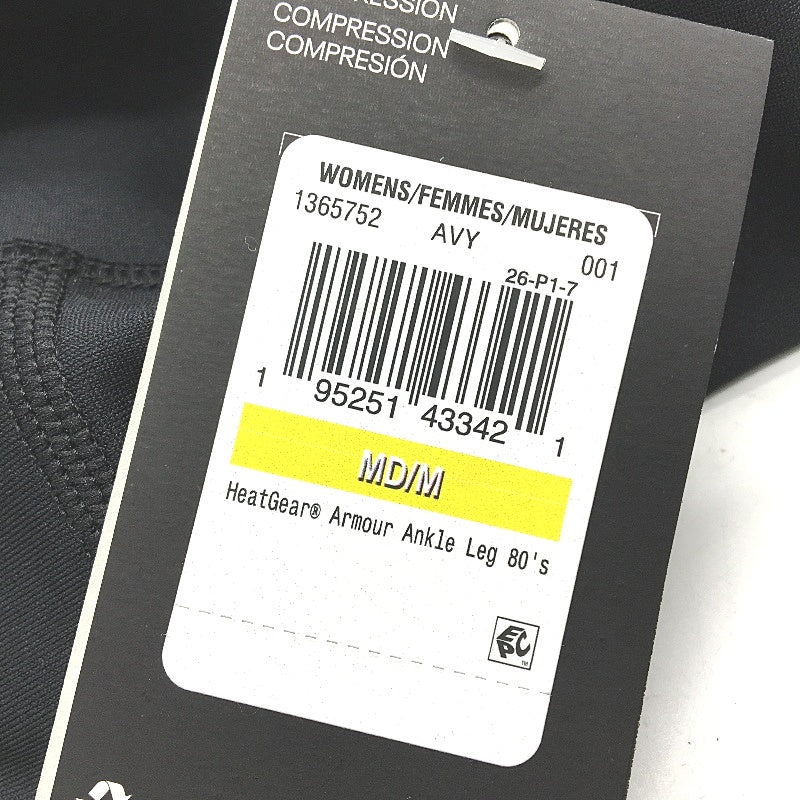 COMPRESSION
COMPRESIÓN
WOMENS/FEMMES/MUJERES
1365752 AVY 001
26-P1-7
1 95251 43342 1
MD/M
HeatGear® Armour Ankle Leg 80's
EPC™